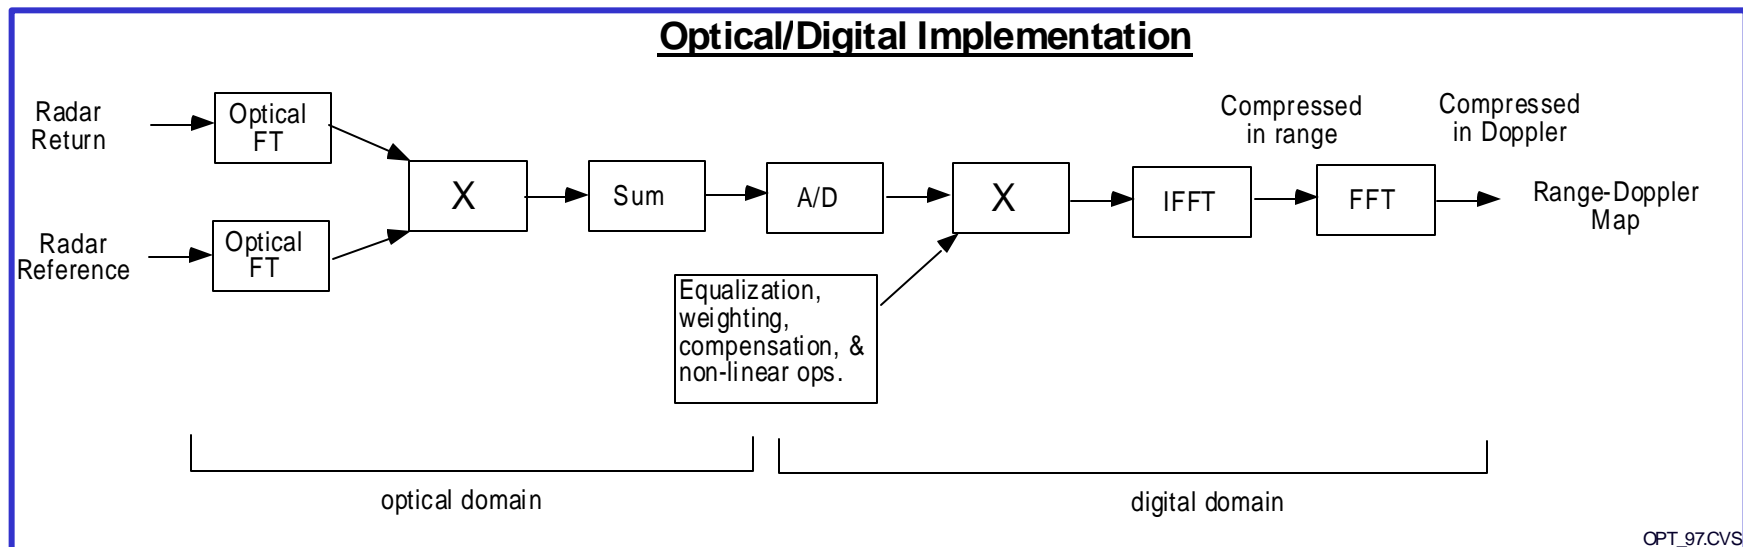 Optical/Digital Implementation
Radar
Return
Optical
FT
Radar
Reference
Optical
FT
X
Sum
A/D
X
Equalization,
weighting,
compensation, &
non-linear ops.
IFFT
Compressed
in range
FFT
Compressed
in Doppler
Range-Doppler
Map
optical domain
digital domain
OPT_97.CVS